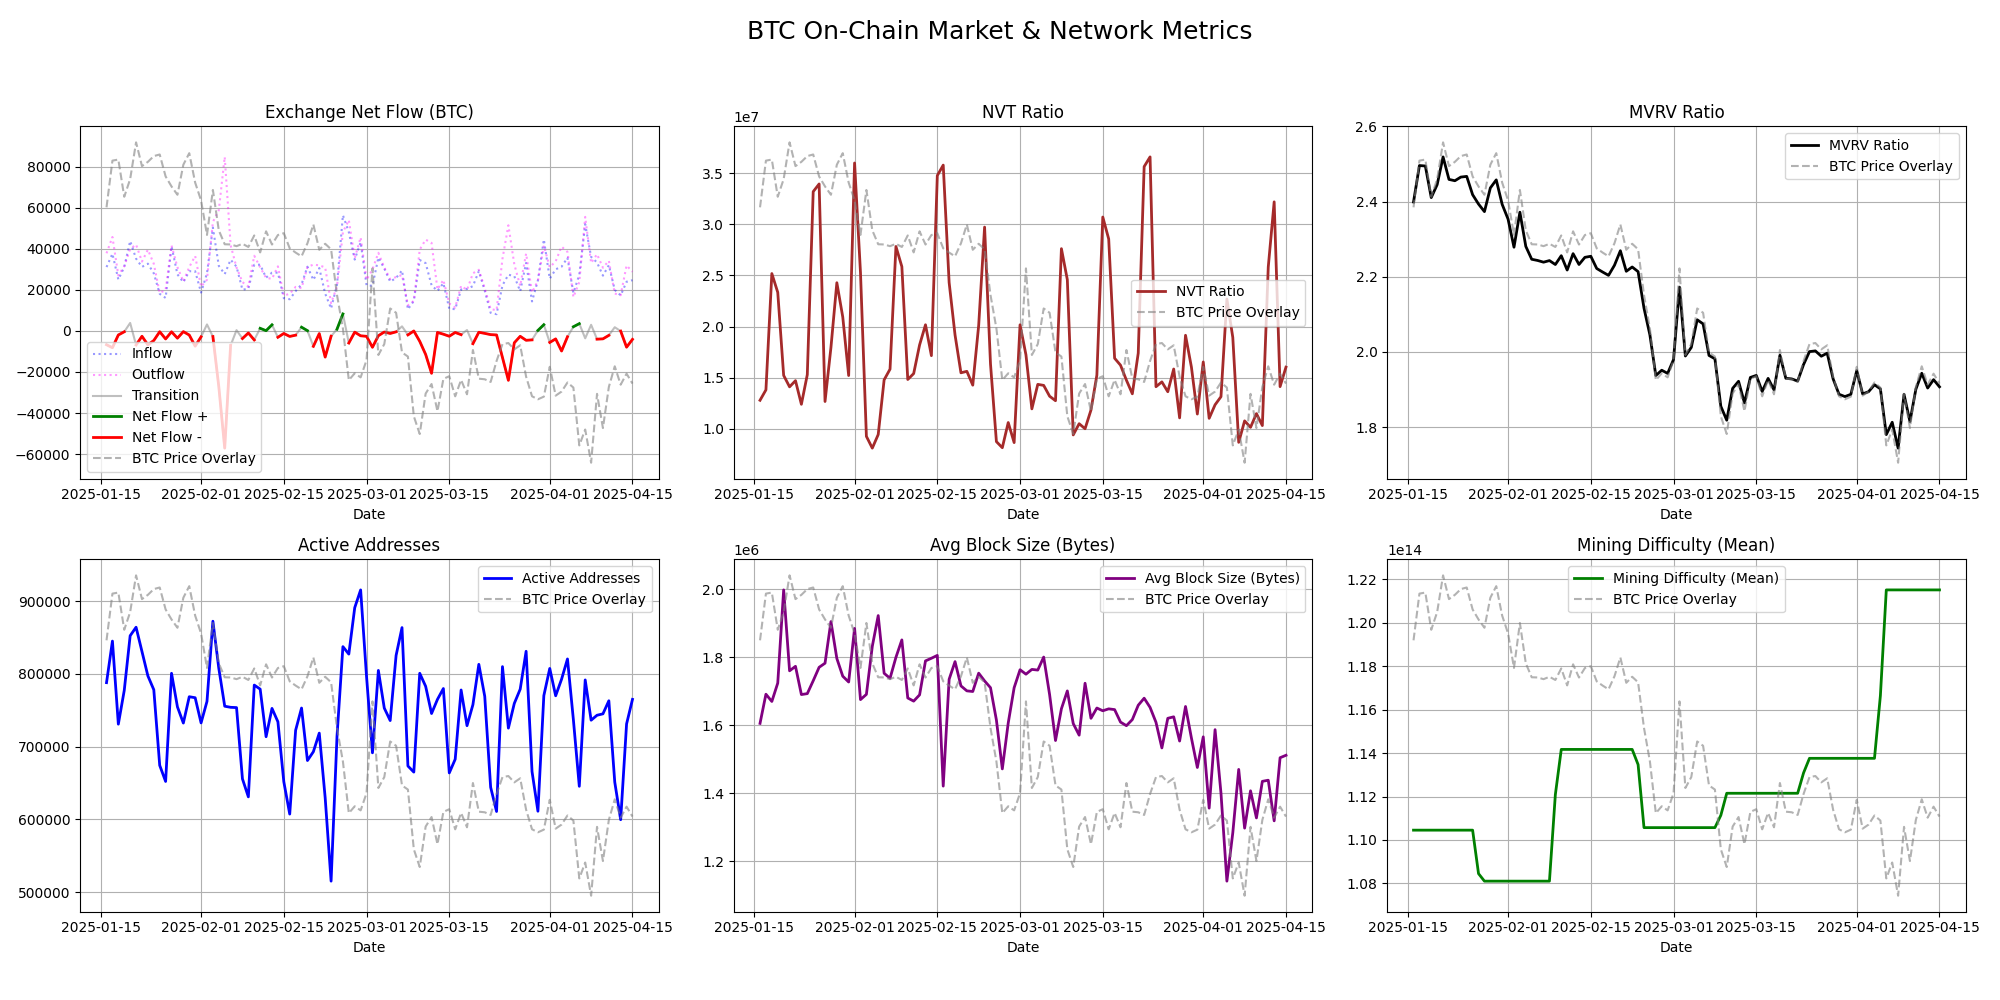 BTC On-Chain Market & Network Metrics
Exchange Net Flow (BTC)
80000
60000
40000
20000
0
−20000
−40000
−60000
Inflow
Outflow
Transition
Net Flow +
Net Flow -
BTC Price Overlay
2025-01-15 2025-02-01 2025-02-15 2025-03-01 2025-03-15 2025-04-01 2025-04-15
Date
NVT Ratio
1e7
3.5
3.0
2.5
2.0
1.5
1.0
NVT Ratio
BTC Price Overlay
2025-01-15 2025-02-01 2025-02-15 2025-03-01 2025-03-15 2025-04-01 2025-04-15
Date
MVRV Ratio
2.6
2.4
2.2
2.0
1.8
MVRV Ratio
BTC Price Overlay
2025-01-15 2025-02-01 2025-02-15 2025-03-01 2025-03-15 2025-04-01 2025-04-15
Date
Active Addresses
900000
800000
700000
600000
500000
Active Addresses
BTC Price Overlay
2025-01-15 2025-02-01 2025-02-15 2025-03-01 2025-03-15 2025-04-01 2025-04-15
Date
Avg Block Size (Bytes)
1e6
2.0
1.8
1.6
1.4
1.2
Avg Block Size (Bytes)
BTC Price Overlay
2025-01-15 2025-02-01 2025-02-15 2025-03-01 2025-03-15 2025-04-01 2025-04-15
Date
Mining Difficulty (Mean)
1e14
1.22
1.20
1.18
1.16
1.14
1.12
1.10
1.08
Mining Difficulty (Mean)
BTC Price Overlay
2025-01-15 2025-02-01 2025-02-15 2025-03-01 2025-03-15 2025-04-01 2025-04-15
Date